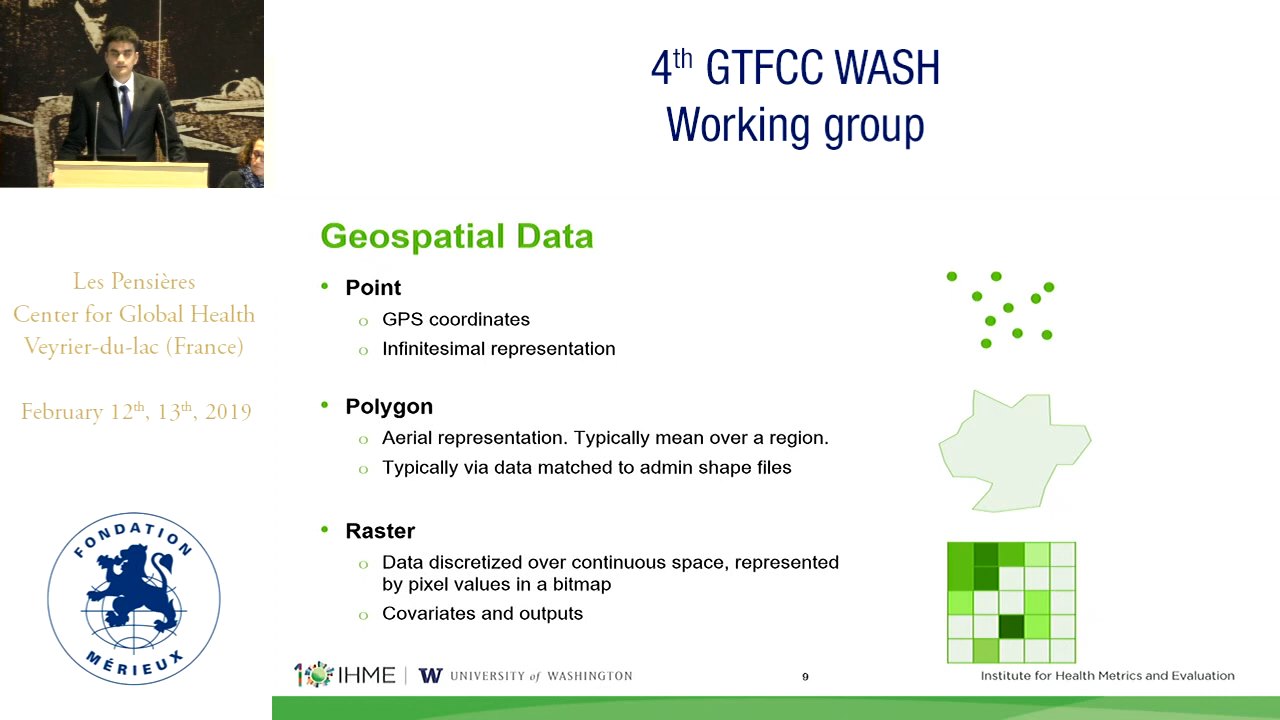 4th GTFCC WASH
Working group
Les Pensières
Center for Global Health
Veyrier-du-lac (France)
February 12th, 13th, 2019
FONDATION
MÉRIEUX
Geospatial Data
• Point
o GPS coordinates
o Infinitesimal representation
• Polygon
o Aerial representation. Typically mean over a region.
o Typically via data matched to admin shape files
• Raster
o Data discretized over continuous space, represented
by pixel values in a bitmap
o Covariates and outputs
10 IHME | W UNIVERSITY of WASHINGTON
9
Institute for Health Metrics and Evaluation